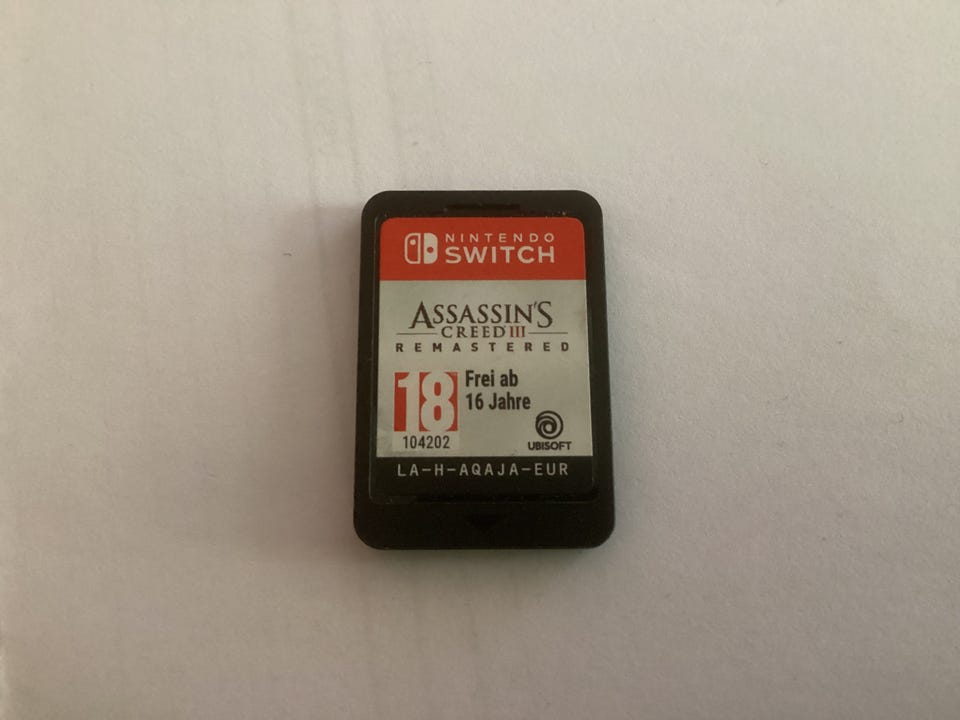 NINTENDO
SWITCH
ASSASSIN'S
CREED III
REMASTERED
18
Frei ab
16 Jahre
104202
UBISOFT
LA-H-AQAJA-EUR